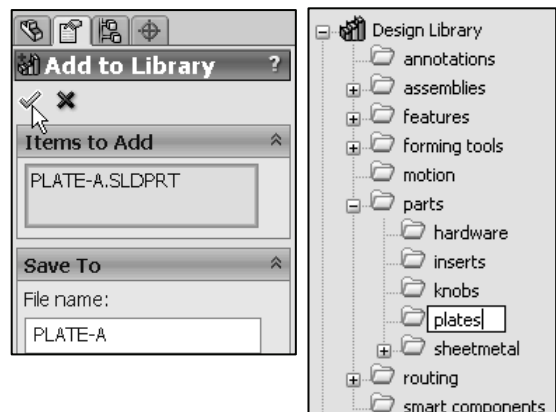 Add to Library ?
Items to Add
PLATE-A.SLDPRT
Save To
File name:
PLATE-A
Design Library
annotations
assemblies
features
forming tools
motion
parts
hardware
inserts
knobs
plates
sheetmetal
routing
smart components